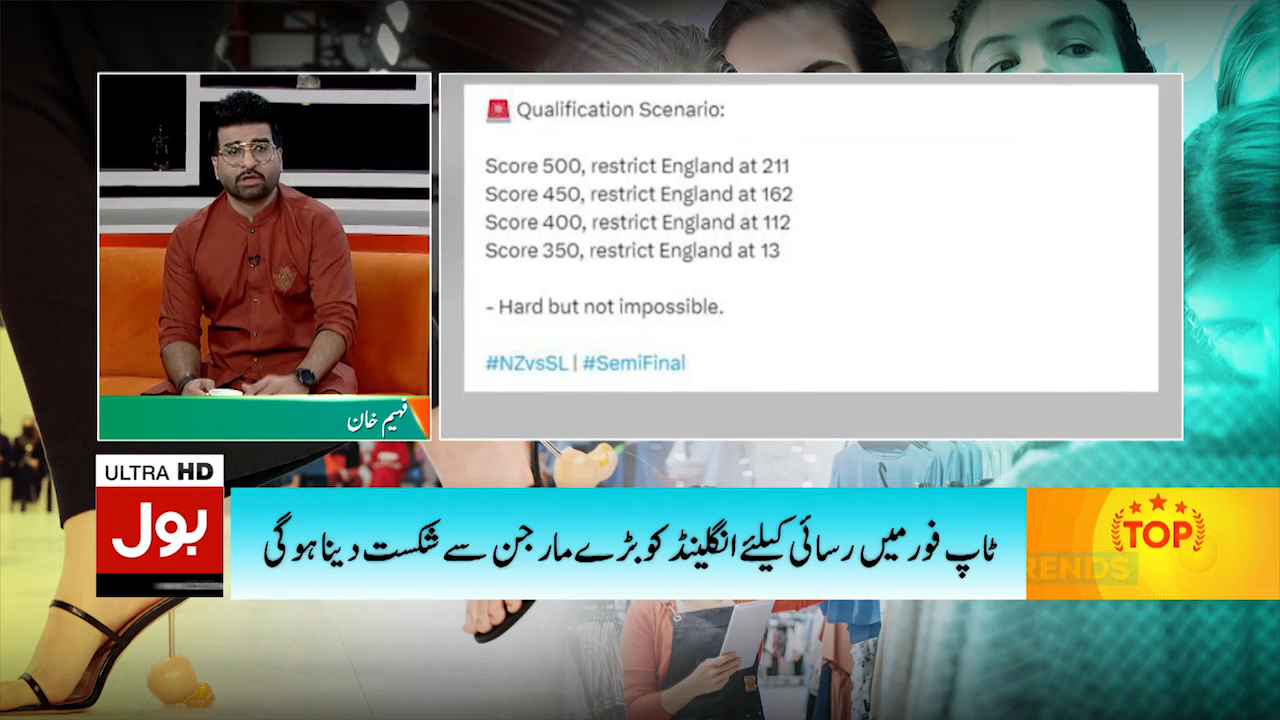 🚨 Qualification Scenario:
Score 500, restrict England at 211
Score 450, restrict England at 162
Score 400, restrict England at 112
Score 350, restrict England at 13
- Hard but not impossible.
#NZvsSL | #SemiFinal
فہیم خان
ULTRA HD
بول
ٹاپ فور میں رسائی کیلئے انگلینڈ کو بڑے مارجن سے شکست دینا ہوگی
TOP
RENDS